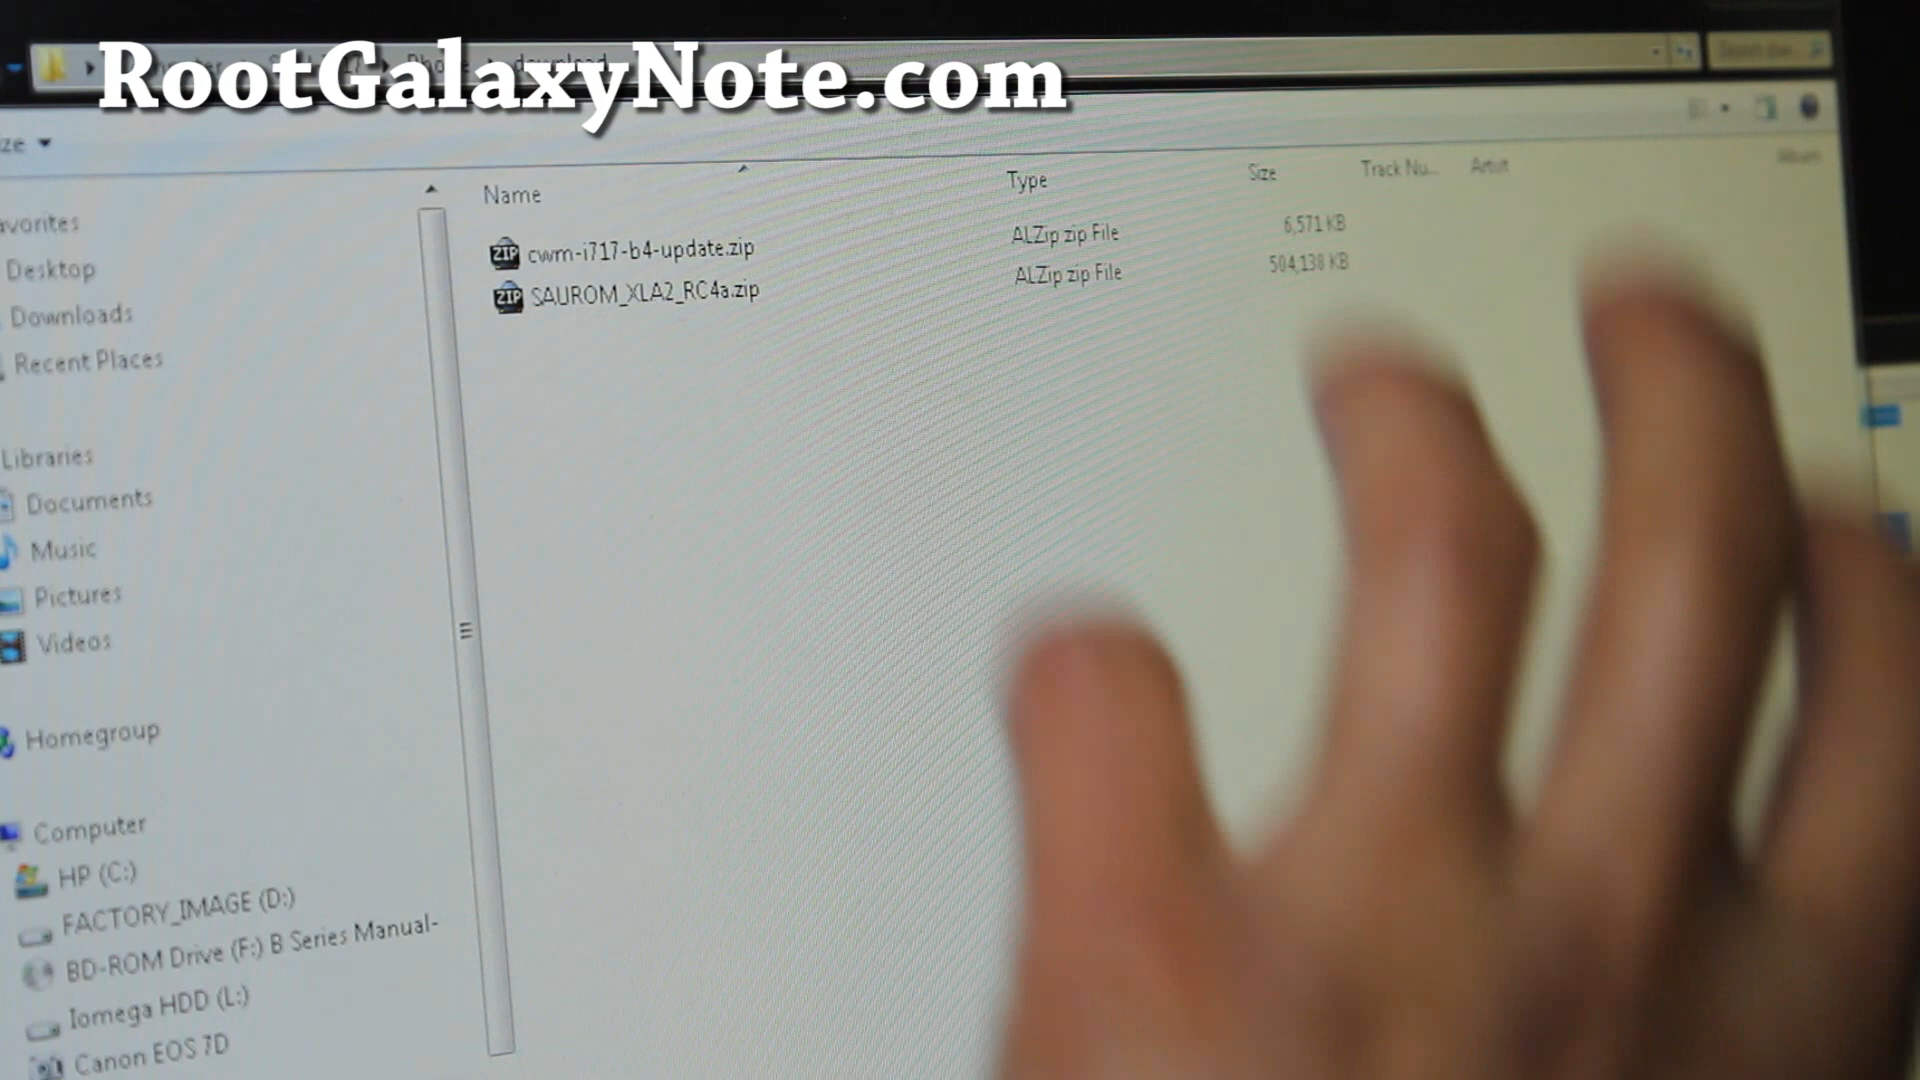 RootGalaxyNote.com
ze
Name
Type
Size
Track Nu...
Artist
Album
avorites
Desktop
Downloads
Recent Places
Libraries
Documents
Music
Pictures
Videos
Homegroup
Computer
HP (C:)
FACTORY_IMAGE (D:)
BD-ROM Drive (F:) B Series Manual-
Iomega HDD (L:)
Canon EOS 7D
cwm-i717-b4-update.zip
ALZip zip File
6,571 KB
SAUROM_XLA2_RC4a.zip
ALZip zip File
504,138 KB